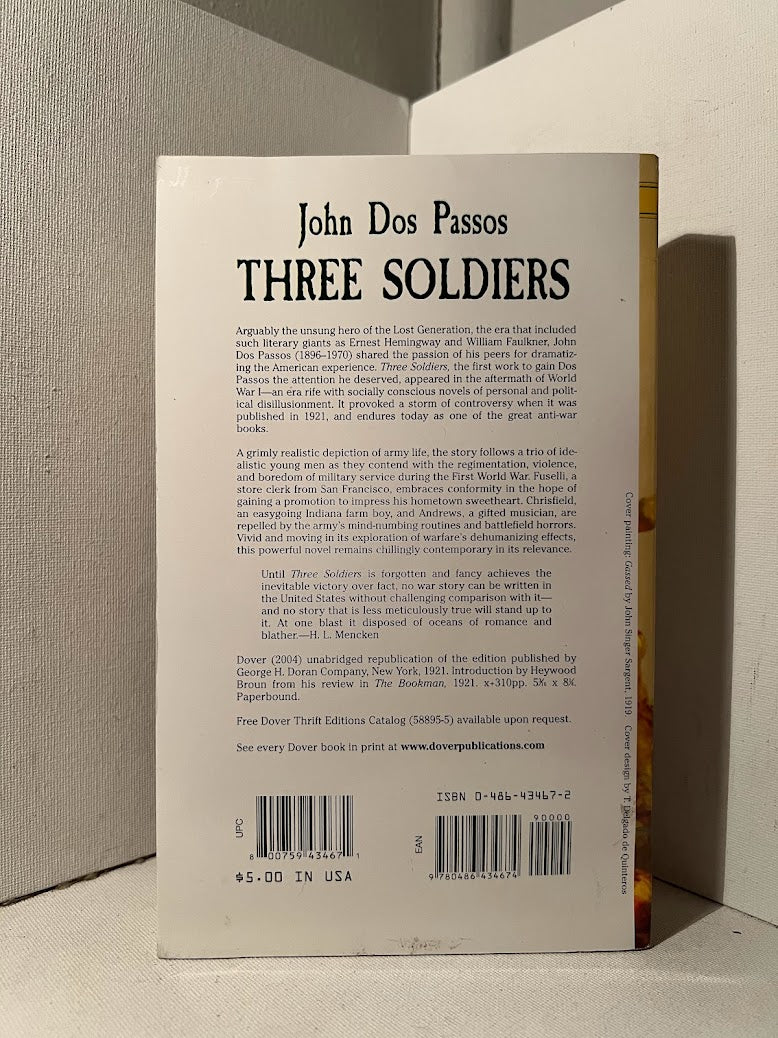 John Dos Passos
THREE SOLDIERS
Arguably the unsung hero of the Lost Generation, the era that included
such literary giants as Ernest Hemingway and William Faulkner, John
Dos Passos (1896–1970) shared the passion of his peers for dramatiz-
ing the American experience. Three Soldiers, the first work to gain Dos
Passos the attention he deserved, appeared in the aftermath of World
War I—an era rife with socially conscious novels of personal and polit-
ical disillusionment. It provoked a storm of controversy when it was
published in 1921, and endures today as one of the great anti-war
books.
A grimly realistic depiction of army life, the story follows a trio of ide-
alistic young men as they contend with the regimentation, violence,
and boredom of military service during the First World War. Fuselli, a
store clerk from San Francisco, embraces conformity in the hope of
gaining a promotion to impress his hometown sweetheart. Chrisfield,
an easygoing Indiana farm boy, and Andrews, a gifted musician, are
repelled by the army's mind-numbing routines and battlefield horrors.
Vivid and moving in its exploration of warfare's dehumanizing effects,
this powerful novel remains chillingly contemporary in its relevance.
Until Three Soldiers is forgotten and fancy achieves the
inevitable victory over fact, no war story can be written in
the United States without challenging comparison with it—
and no story that is less meticulously true will stand up to
it. At one blast it disposed of oceans of romance and
blather.—H. L. Mencken
Dover (2004) unabridged republication of the edition published by
George H. Doran Company, New York, 1921. Introduction by Heywood
Broun from his review in The Bookman, 1921. x+310pp. x
Paperbound.
Free Dover Thrift Editions Catalog (58895-5) available upon request.
See every Dover book in print at www.doverpublications.com
UPC
8 00759 43467 1
$5.00 IN USA
ISBN 0-486-43467-2
90000
EAN
9 780486 434674
Cover painting: Gassed by John Singer Sargent, 1919. Cover design by T. Delgado de Quinteros